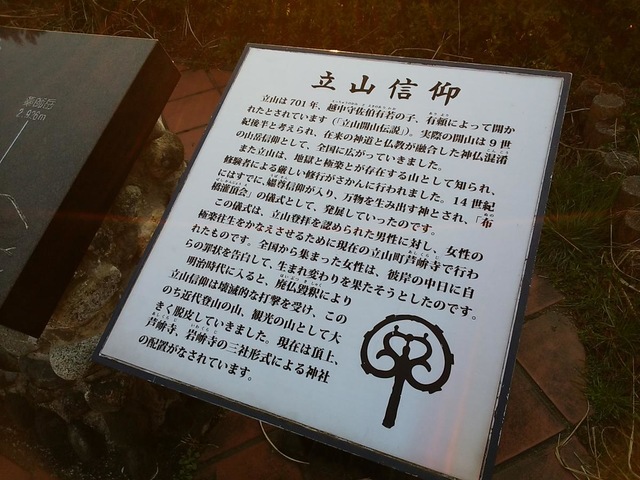 立山信仰
立山は701年、越中守佐伯有若の子、有頼によって開か
れたとされています（「立山開山伝説」）。実際の開山は9世
紀後半と考えられ、在来の神道と仏教が融合した神仏混淆
の山岳信仰として、全国に広がっていきました。
また立山は、地獄と極楽とが存在する山として知られ、
修験者による厳しい修行がさかんに行われました。14世紀
にはすでに、媼尊信仰が入り、万物を生み出す神とされ、「布
橋灌頂会」の儀式として、発展していったのです。
この儀式は、立山登拝を認められた男性に対し、女性の
極楽往生をかなえさせるために現在の立山町芦峅寺で行わ
れたものです。全国から集まった女性は、彼岸の中日に自
らの罪状を告白して、生まれ変わりを果たそうとしたのです。
明治時代に入ると、廃仏毀釈により
立山信仰は壊滅的な打撃を受け、この
のち近代登山の山、観光の山として大
きく脱皮していきました。現在は頂上、
芦峅寺、岩峅寺の三社形式による神社
の配置がなされています。
薬師岳
2,926m